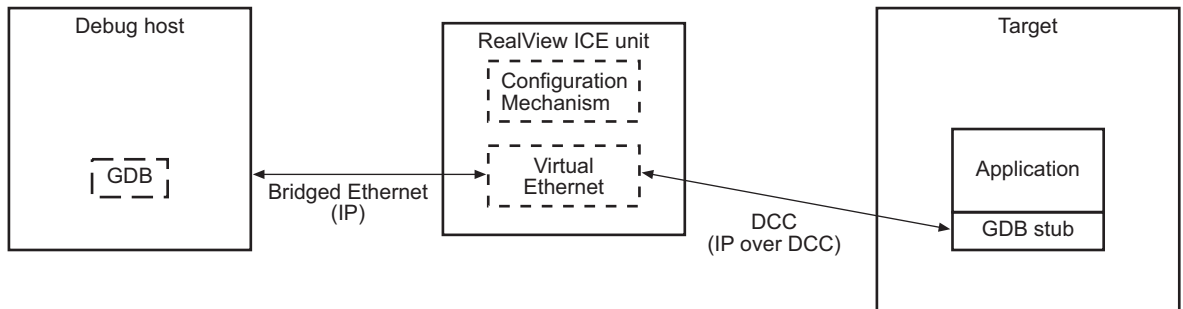 Debug host
GDB
Bridged Ethernet
(IP)
RealView ICE unit
Configuration
Mechanism
Virtual
Ethernet
DCC
(IP over DCC)
Target
Application
GDB stub